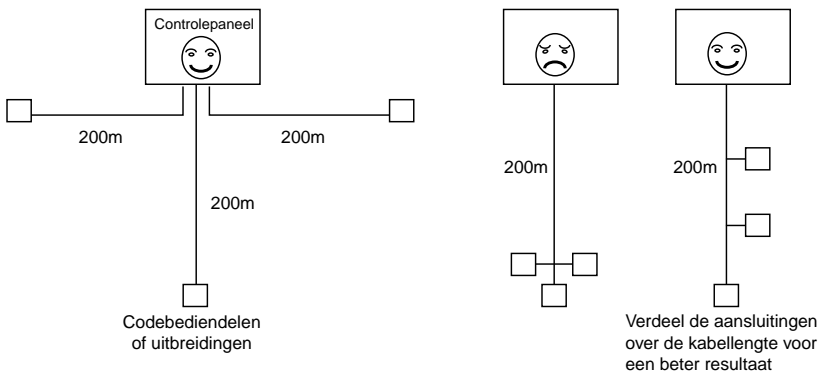 Controlepaneel
200m
200m
200m
Codebediendelen
of uitbreidingen
200m
200m
Verdeel de aansluitingen
over de kabellengte voor
een beter resultaat